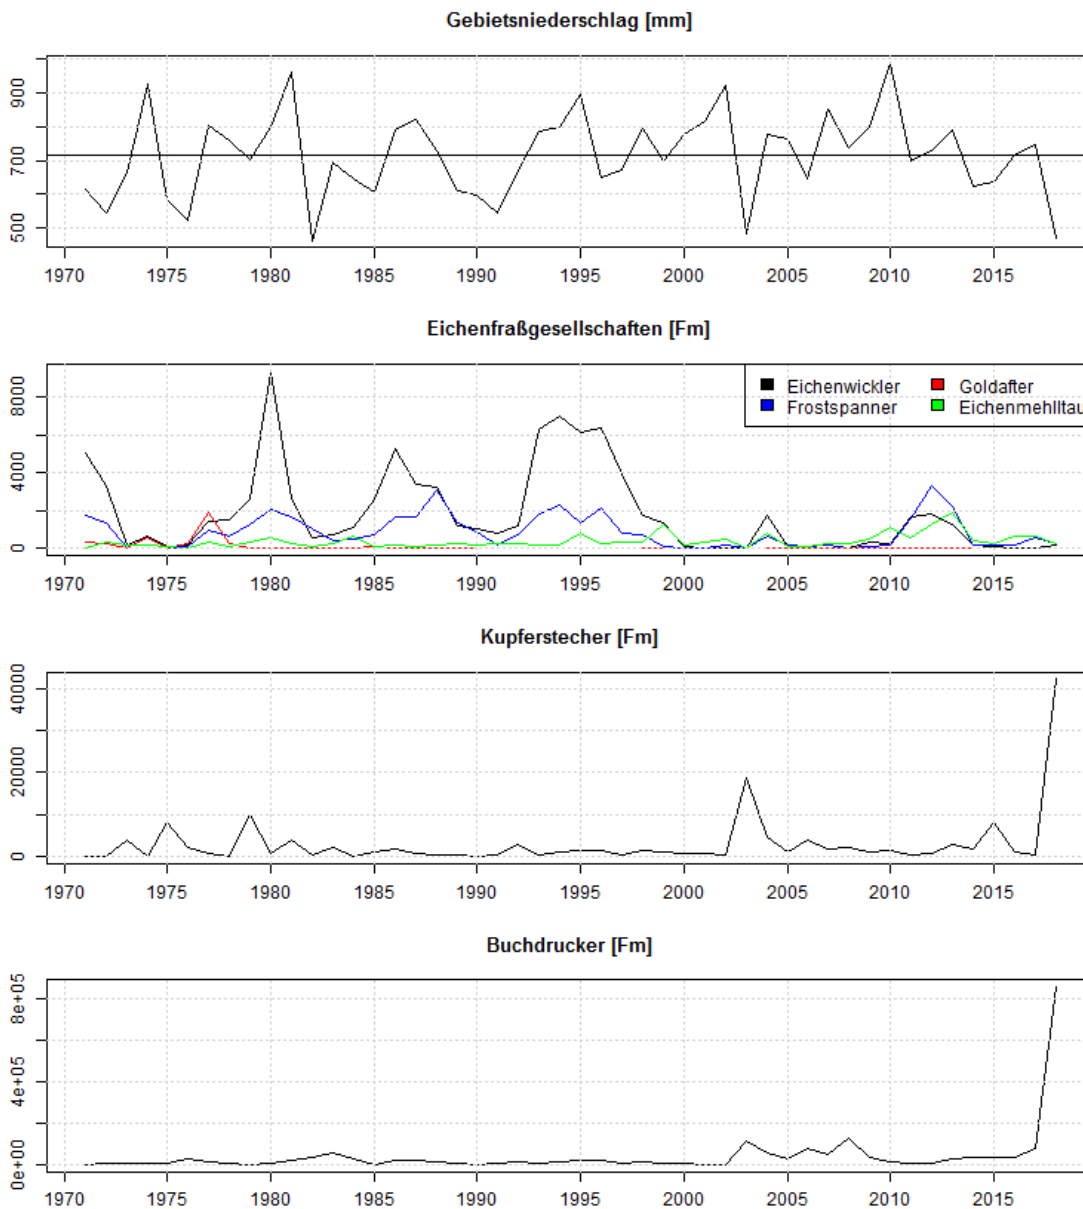 Gebietsniederschlag [mm]
900
700
500
1970 1975 1980 1985 1990 1995 2000 2005 2010 2015
Eichenfraßgesellschaften [Fm]
Eichenwickler Goldafter
Frostspanner Eichenmehlltau
8000
4000
0
1970 1975 1980 1985 1990 1995 2000 2005 2010 2015
Kupferstecher [Fm]
40000
20000
0
1970 1975 1980 1985 1990 1995 2000 2005 2010 2015
Buchdrucker [Fm]
8e+05
4e+05
0e+00
1970 1975 1980 1985 1990 1995 2000 2005 2010 2015